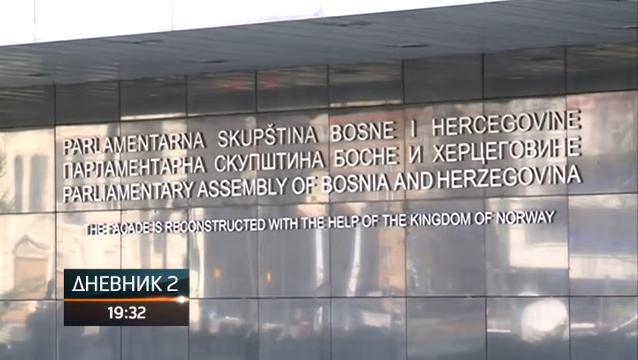 PARLAMENTARNA SKUPŠTINA BOSNE I HERCEGOVINE
ПАРЛАМЕНТАРНА СКУПШТИНА БОСНЕ И ХЕРЦЕГОВИНЕ
PARLIAMENTARY ASSEMBLY OF BOSNIA AND HERZEGOVINA
THE FAÇADE IS RECONSTRUCTED WITH THE HELP OF THE KINGDOM OF NORWAY
ДНЕВНИК 2
19:32